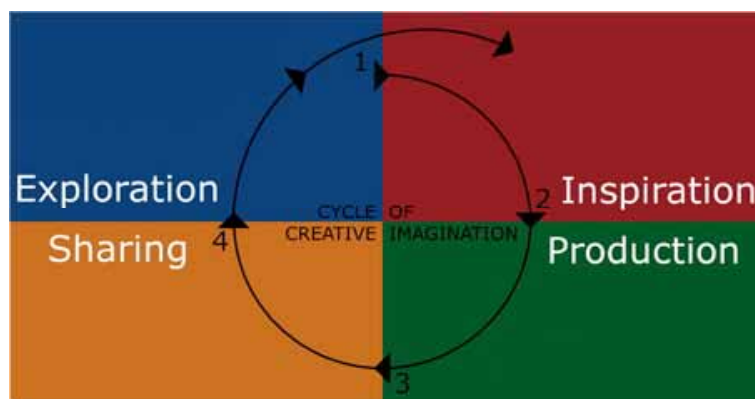 1
2
Exploration
Inspiration
CYCLE OF
CREATIVE IMAGINATION
Sharing
4
Production
3